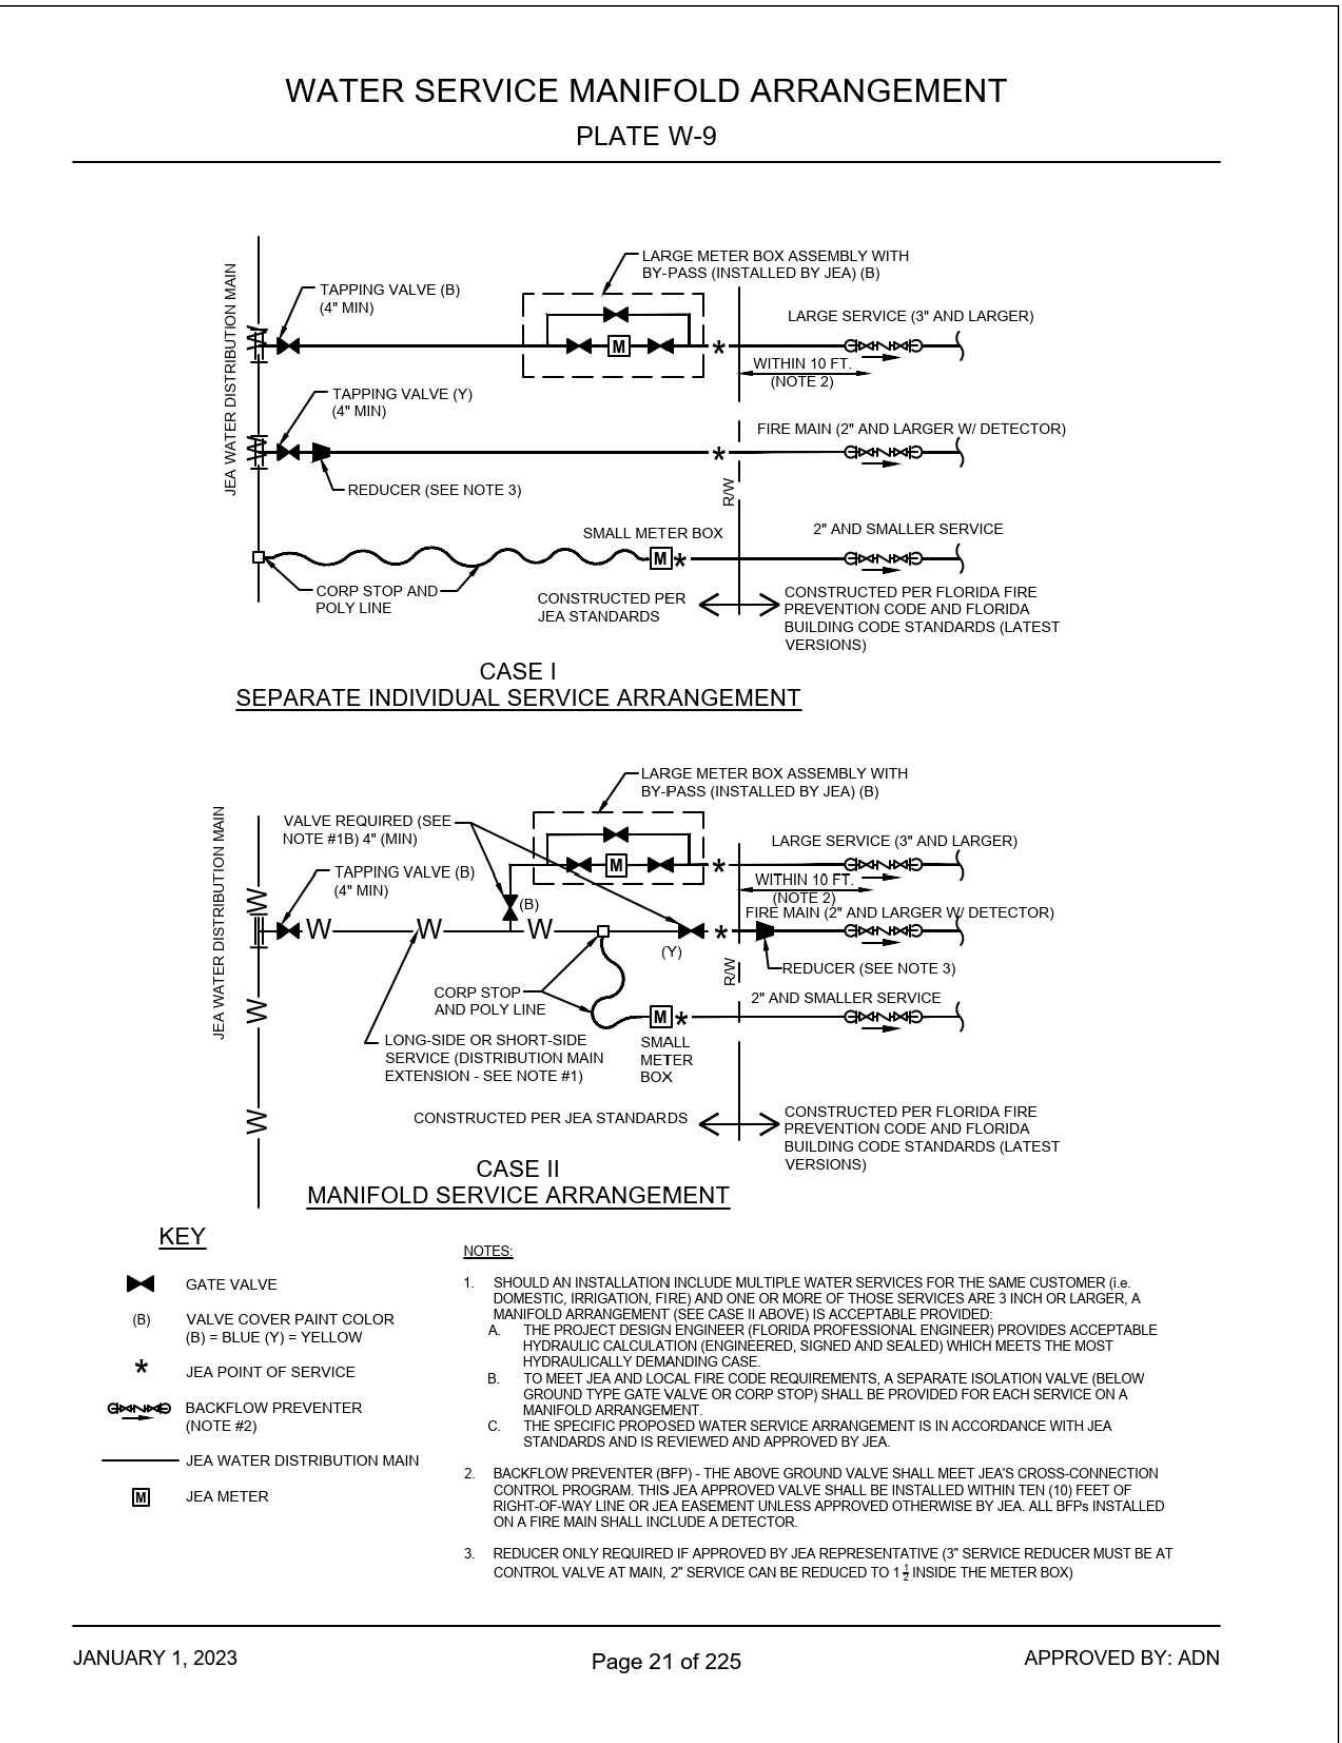 WATER SERVICE MANIFOLD ARRANGEMENT
PLATE W-9
JEA WATER DISTRIBUTION MAIN
W
W
TAPPING VALVE (B)
(4" MIN)
LARGE METER BOX ASSEMBLY WITH
BY-PASS (INSTALLED BY JEA) (B)
M
*
LARGE SERVICE (3" AND LARGER)
WITHIN 10 FT.
(NOTE 2)
TAPPING VALVE (Y)
(4" MIN)
REDUCER (SEE NOTE 3)
*
FIRE MAIN (2" AND LARGER W/ DETECTOR)
R/W
SMALL METER BOX
M
*
2" AND SMALLER SERVICE
CORP STOP AND
POLY LINE
CONSTRUCTED PER
JEA STANDARDS
CONSTRUCTED PER FLORIDA FIRE
PREVENTION CODE AND FLORIDA
BUILDING CODE STANDARDS (LATEST
VERSIONS)
CASE I
SEPARATE INDIVIDUAL SERVICE ARRANGEMENT
JEA WATER DISTRIBUTION MAIN
W
W
W
LARGE METER BOX ASSEMBLY WITH
BY-PASS (INSTALLED BY JEA) (B)
VALVE REQUIRED (SEE
NOTE #1B) 4" (MIN)
TAPPING VALVE (B)
(4" MIN)
M
*
LARGE SERVICE (3" AND LARGER)
WITHIN 10 FT.
(NOTE 2)
(B)
W
W
W
(Y)
*
FIRE MAIN (2" AND LARGER W/ DETECTOR)
R/W
REDUCER (SEE NOTE 3)
CORP STOP
AND POLY LINE
M
*
2" AND SMALLER SERVICE
SMALL
METER
BOX
LONG-SIDE OR SHORT-SIDE
SERVICE (DISTRIBUTION MAIN
EXTENSION - SEE NOTE #1)
CONSTRUCTED PER JEA STANDARDS
CONSTRUCTED PER FLORIDA FIRE
PREVENTION CODE AND FLORIDA
BUILDING CODE STANDARDS (LATEST
VERSIONS)
CASE II
MANIFOLD SERVICE ARRANGEMENT
KEY
GATE VALVE
(B) VALVE COVER PAINT COLOR
(B) = BLUE (Y) = YELLOW
* JEA POINT OF SERVICE
BACKFLOW PREVENTER
(NOTE #2)
JEA WATER DISTRIBUTION MAIN
M JEA METER
NOTES:
1. SHOULD AN INSTALLATION INCLUDE MULTIPLE WATER SERVICES FOR THE SAME CUSTOMER (i.e.
DOMESTIC, IRRIGATION, FIRE) AND ONE OR MORE OF THOSE SERVICES ARE 3 INCH OR LARGER, A
MANIFOLD ARRANGEMENT (SEE CASE II ABOVE) IS ACCEPTABLE PROVIDED:
A. THE PROJECT DESIGN ENGINEER (FLORIDA PROFESSIONAL ENGINEER) PROVIDES ACCEPTABLE
HYDRAULIC CALCULATION (ENGINEERED, SIGNED AND SEALED) WHICH MEETS THE MOST
HYDRAULICALLY DEMANDING CASE.
B. TO MEET JEA AND LOCAL FIRE CODE REQUIREMENTS, A SEPARATE ISOLATION VALVE (BELOW
GROUND TYPE GATE VALVE OR CORP STOP) SHALL BE PROVIDED FOR EACH SERVICE ON A
MANIFOLD ARRANGEMENT.
C. THE SPECIFIC PROPOSED WATER SERVICE ARRANGEMENT IS IN ACCORDANCE WITH JEA
STANDARDS AND IS REVIEWED AND APPROVED BY JEA.
2. BACKFLOW PREVENTER (BFP) - THE ABOVE GROUND VALVE SHALL MEET JEA'S CROSS-CONNECTION
CONTROL PROGRAM. THIS JEA APPROVED VALVE SHALL BE INSTALLED WITHIN TEN (10) FEET OF
RIGHT-OF-WAY LINE OR JEA EASEMENT UNLESS APPROVED OTHERWISE BY JEA. ALL BFPs INSTALLED
ON A FIRE MAIN SHALL INCLUDE A DETECTOR.
3. REDUCER ONLY REQUIRED IF APPROVED BY JEA REPRESENTATIVE (3" SERVICE REDUCER MUST BE AT
CONTROL VALVE AT MAIN, 2" SERVICE CAN BE REDUCED TO 1 1/2 INSIDE THE METER BOX)
JANUARY 1, 2023
Page 21 of 225
APPROVED BY: ADN